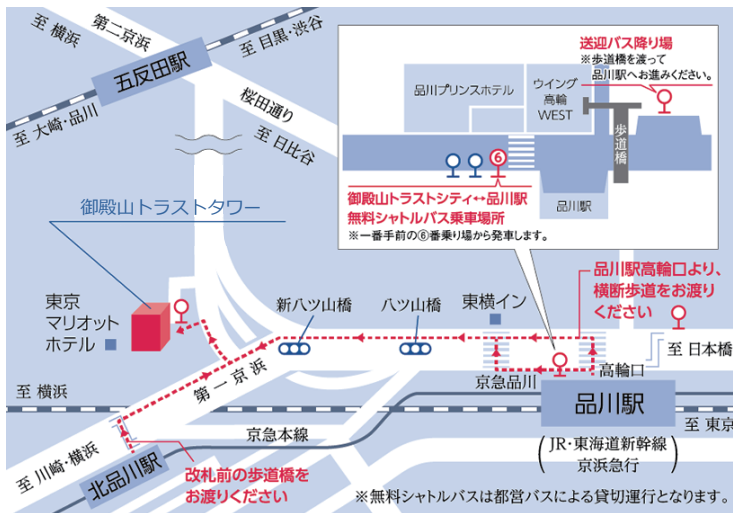 至 横浜
第二京浜
至 目黒・渋谷
五反田駅
至 大崎・品川
桜田通り
至 日比谷
送迎バス降り場
※歩道橋を渡って
品川駅へお進みください。
品川プリンスホテル
ウイング
高輪
WEST
歩道橋
⑥
品川駅
御殿山トラストシティ↔品川駅
無料シャトルバス乗車場所
※一番手前の⑥番乗り場から発車します。
御殿山トラストタワー
東京
マリオット
ホテル
新八ツ山橋
八ツ山橋
東横イン
品川駅高輪口より、
横断歩道をお渡り
ください
至 日本橋
高輪口
京急品川
第一京浜
至 横浜
品川駅
至 東京
(JR・東海道新幹線
京浜急行)
京急本線
至 川崎・横浜
北品川駅
改札前の歩道橋を
お渡りください
※無料シャトルバスは都営バスによる貸切運行となります。